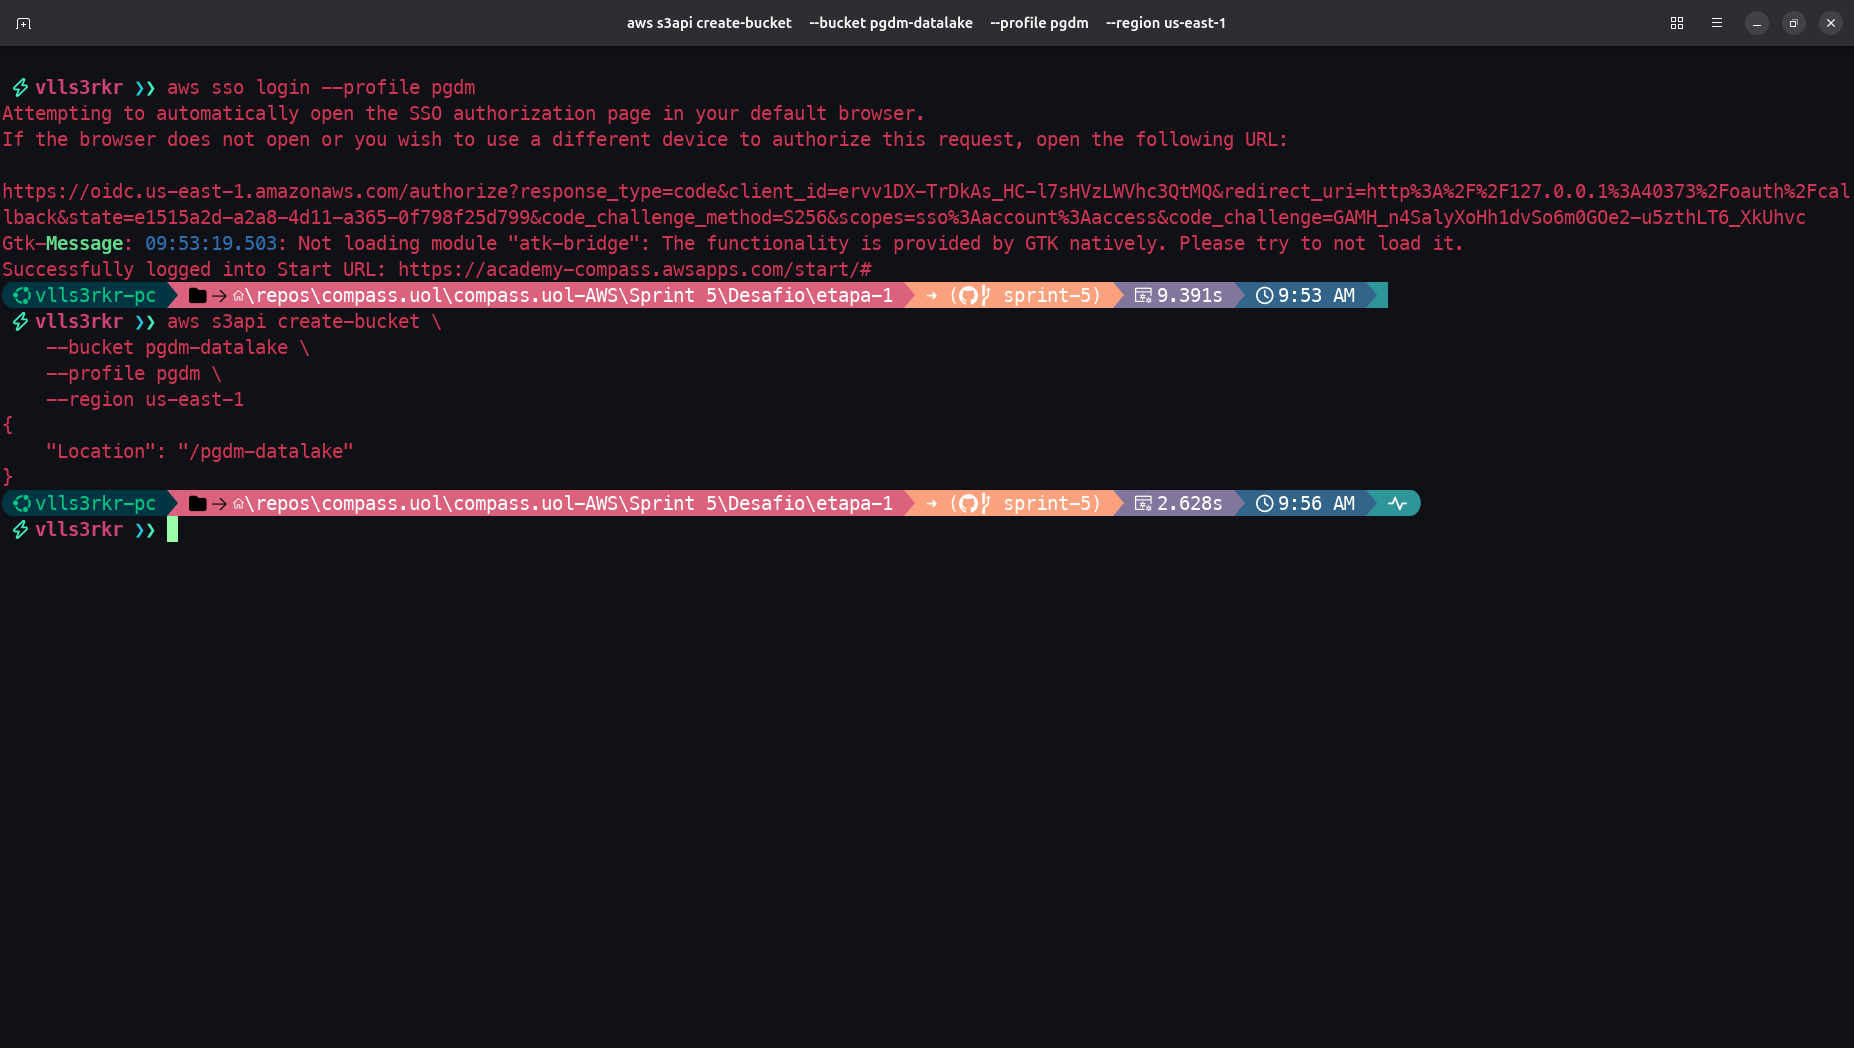 aws s3api create-bucket --bucket pgdm-datalake --profile pgdm --region us-east-1
vlls3rkr ❯❯ aws sso login --profile pgdm
Attempting to automatically open the SSO authorization page in your default browser.
If the browser does not open or you wish to use a different device to authorize this request, open the following URL:
https://oidc.us-east-1.amazonaws.com/authorize?response_type=code&client_id=ervv1DX-TrDkAs_HC-l7sHVzLWVhc3QtMQ&redirect_uri=http%3A%2F%2F127.0.0.1%3A40373%2Foauth%2Fcal
lback&state=e1515a2d-a2a8-4d11-a365-0f798f25d799&code_challenge_method=S256&scopes=sso%3Aaccount%3Aaccess&code_challenge=GAMH_n4SalyXoHh1dvSo6m0GOe2-u5zthLT6_XkUhvc
Gtk-Message: 09:53:19.503: Not loading module "atk-bridge": The functionality is provided by GTK natively. Please try to not load it.
Successfully logged into Start URL: https://academy-compass.awsapps.com/start/#
vlls3rkr-pc → \repos\compass.uol\compass.uol-AWS\Sprint 5\Desafio\etapa-1 → ( sprint-5) 9.391s 9:53 AM
vlls3rkr ❯❯ aws s3api create-bucket \
--bucket pgdm-datalake \
--profile pgdm \
--region us-east-1
{
"Location": "/pgdm-datalake"
}
vlls3rkr-pc → \repos\compass.uol\compass.uol-AWS\Sprint 5\Desafio\etapa-1 → ( sprint-5) 2.628s 9:56 AM
vlls3rkr ❯❯